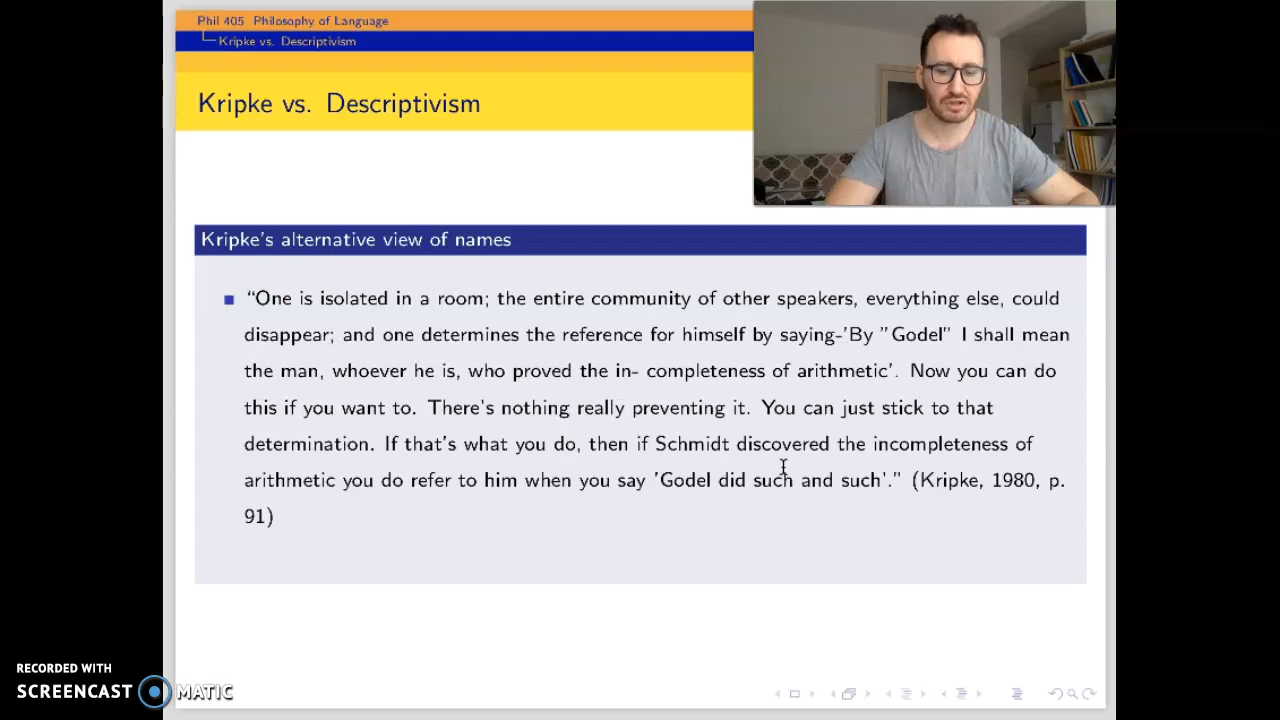 Phil 405 Philosophy of Language
Kripke vs. Descriptivism
Kripke vs. Descriptivism
Kripke's alternative view of names
"One is isolated in a room; the entire community of other speakers, everything else, could
disappear; and one determines the reference for himself by saying-'By "Godel" I shall mean
the man, whoever he is, who proved the in- completeness of arithmetic'. Now you can do
this if you want to. There's nothing really preventing it. You can just stick to that
determination. If that's what you do, then if Schmidt discovered the incompleteness of
arithmetic you do refer to him when you say 'Godel did such and such'." (Kripke, 1980, p.
91)
RECORDED WITH
SCREENCAST MATIC